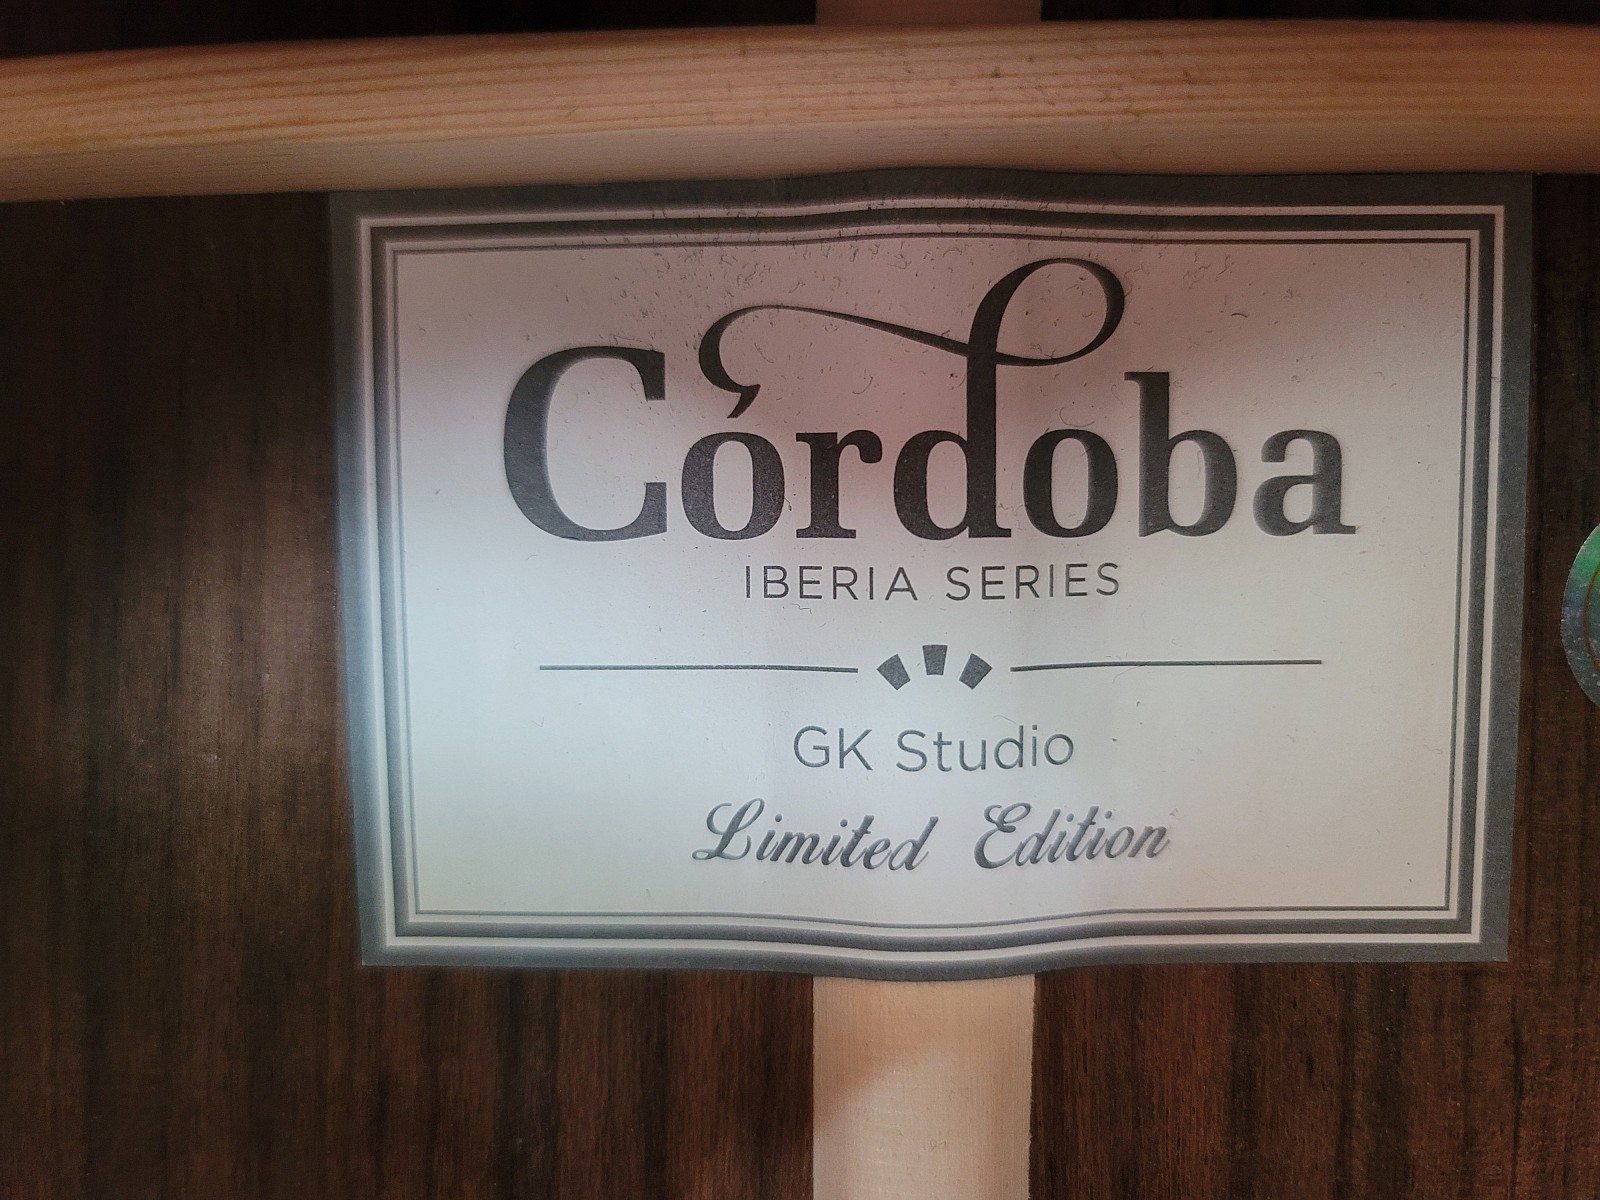 Córdoba
IBERIA SERIES
GK Studio
Limited Edition